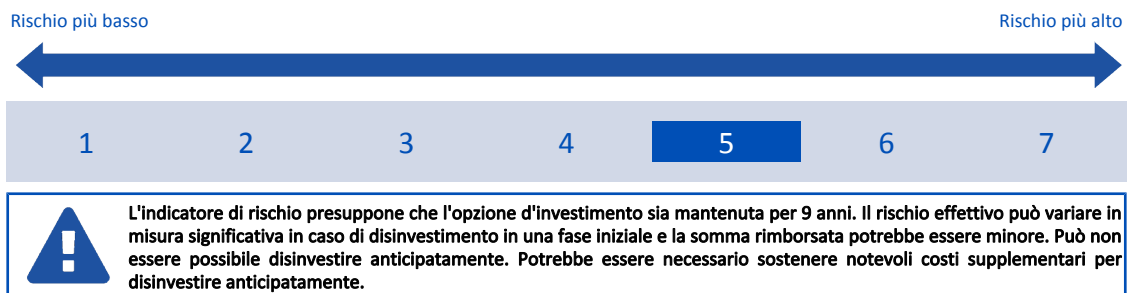 Rischio più basso Rischio più alto
1 2 3 4 5 6 7
L'indicatore di rischio presuppone che l'opzione d'investimento sia mantenuta per 9 anni. Il rischio effettivo può variare in
misura significativa in caso di disinvestimento in una fase iniziale e la somma rimborsata potrebbe essere minore. Può non
essere possibile disinvestire anticipatamente. Potrebbe essere necessario sostenere notevoli costi supplementari per
disinvestire anticipatamente.